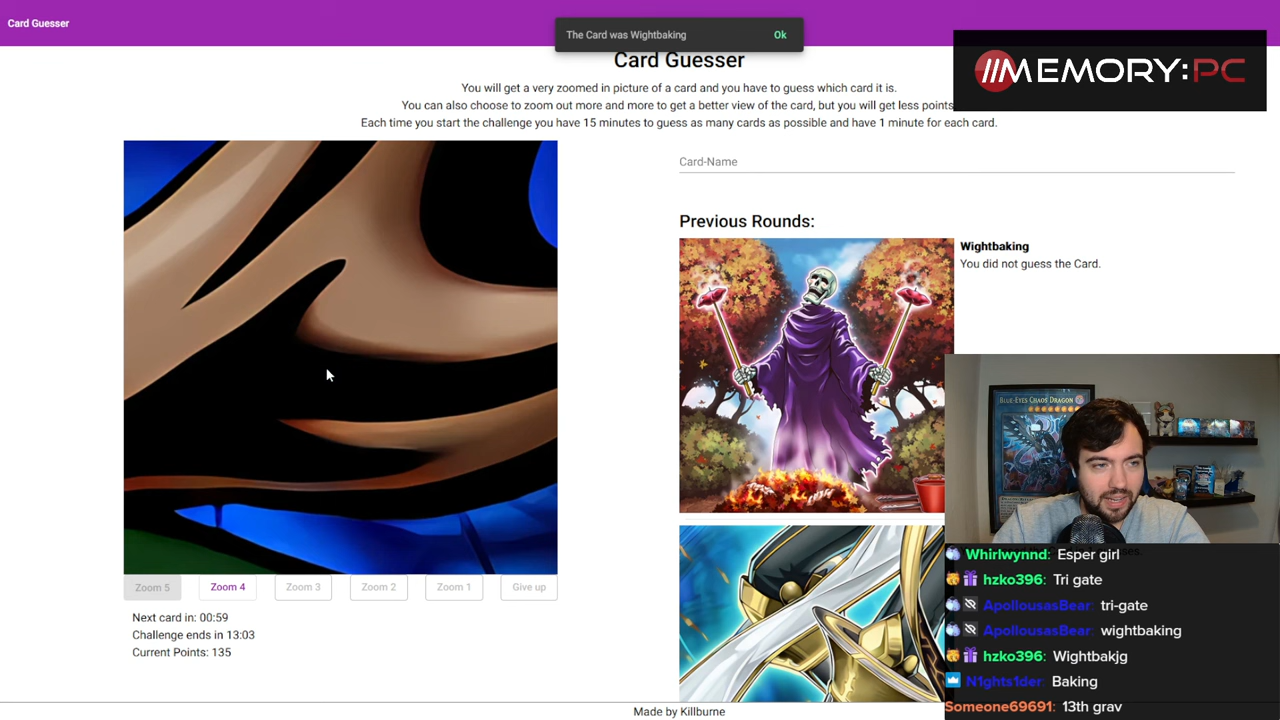 Card Guesser
The Card was Wightbaking
Ok
//MEMORY:PC
Card Guesser
You will get a very zoomed in picture of a card and you have to guess which card it is.
You can also choose to zoom out more and more to get a better view of the card, but you will get less points
Each time you start the challenge you have 15 minutes to guess as many cards as possible and have 1 minute for each card.
Card-Name
Previous Rounds:
Wightbaking
You did not guess the Card.
BLUE-EYES CHAOS DRAGON
Zoom 5
Zoom 4
Zoom 3
Zoom 2
Zoom 1
Give up
Next card in: 00:59
Challenge ends in 13:03
Current Points: 135
Whirlwynnd: Esper girl
hzko396: Tri gate
ApollousasBear: tri-gate
ApollousasBear: wightbaking
hzko396: Wightbakjg
N1ghts1der: Baking
Someone69691: 13th grav
Made by Killburne